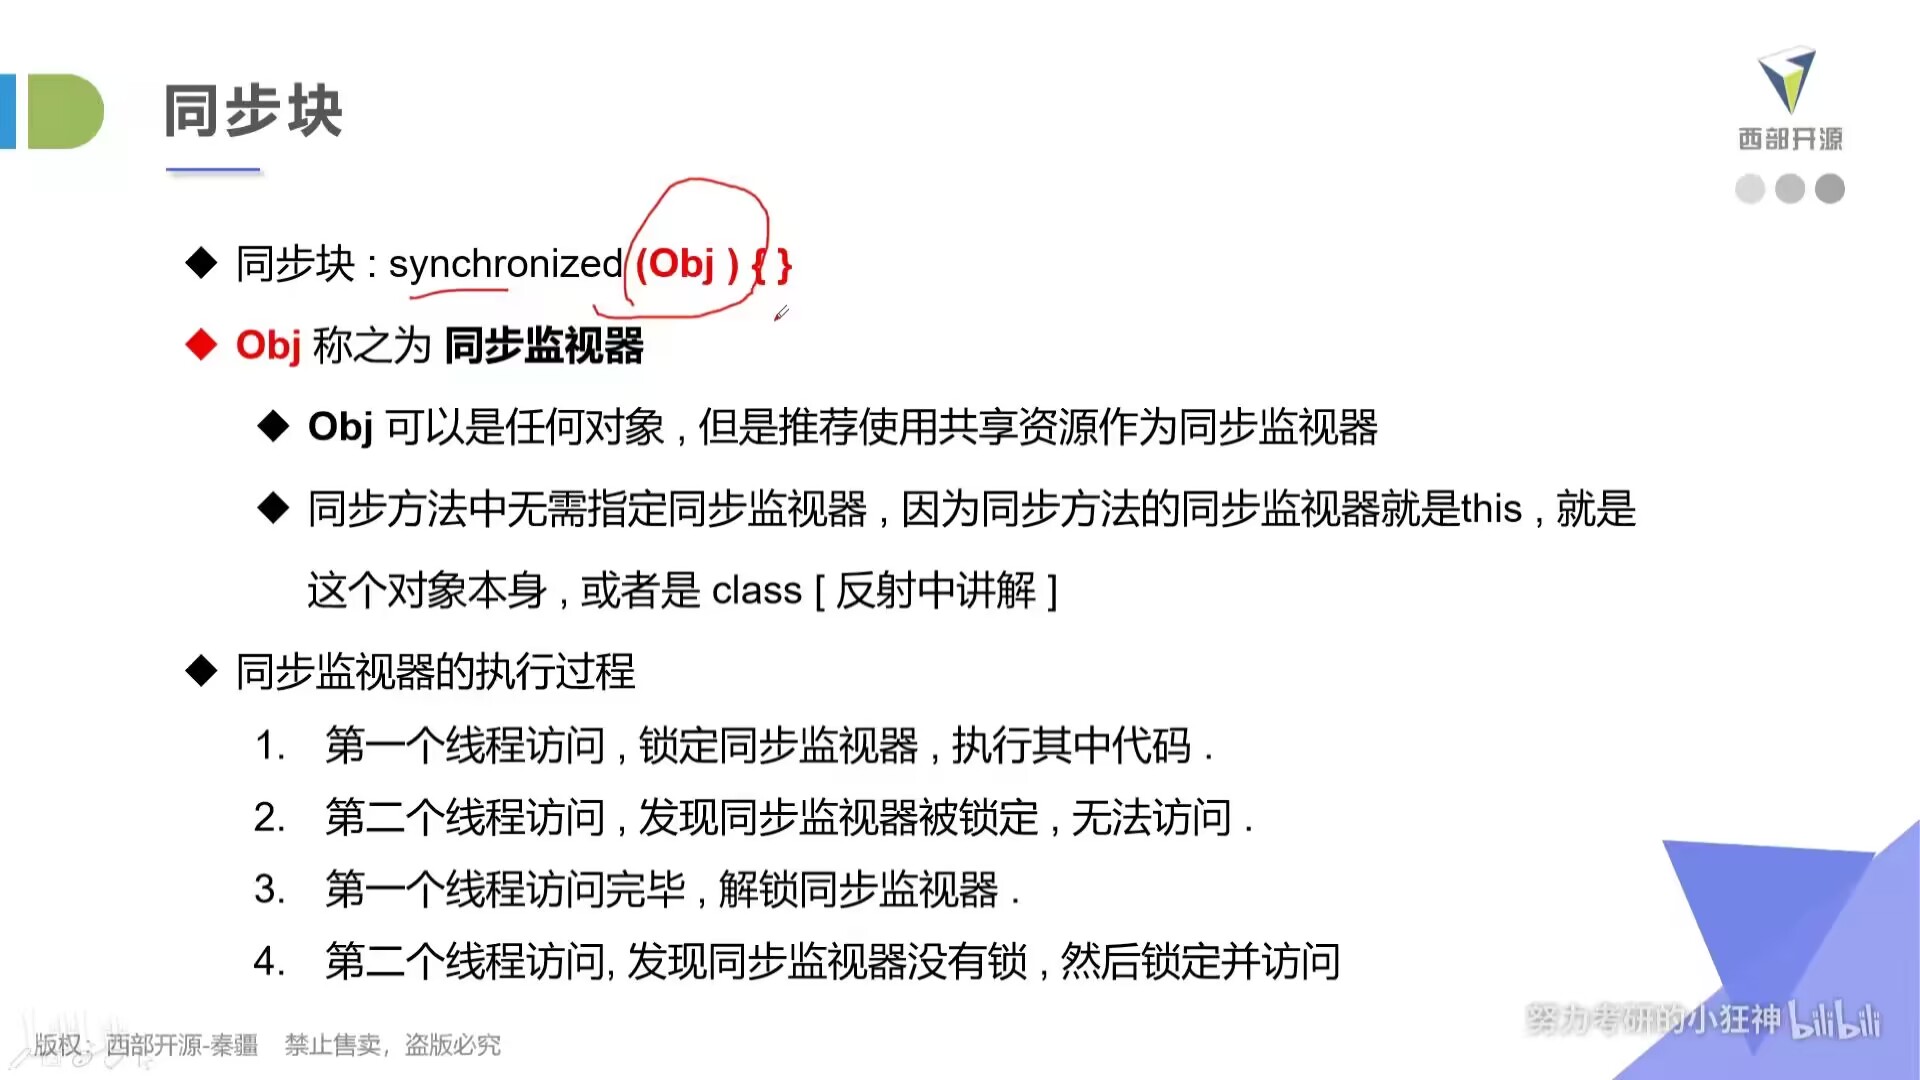 同步块
西部开源
同步块 : synchronized (Obj ) { }
Obj 称之为 同步监视器
Obj 可以是任何对象 , 但是推荐使用共享资源作为同步监视器
同步方法中无需指定同步监视器 , 因为同步方法的同步监视器就是this , 就是
这个对象本身 , 或者是 class [ 反射中讲解 ]
同步监视器的执行过程
1. 第一个线程访问 , 锁定同步监视器 , 执行其中代码 .
2. 第二个线程访问 , 发现同步监视器被锁定 , 无法访问 .
3. 第一个线程访问完毕 , 解锁同步监视器 .
4. 第二个线程访问, 发现同步监视器没有锁 , 然后锁定并访问
努力考研的小狂神 bilibili
版权：西部开源-秦疆 禁止售卖，盗版必究